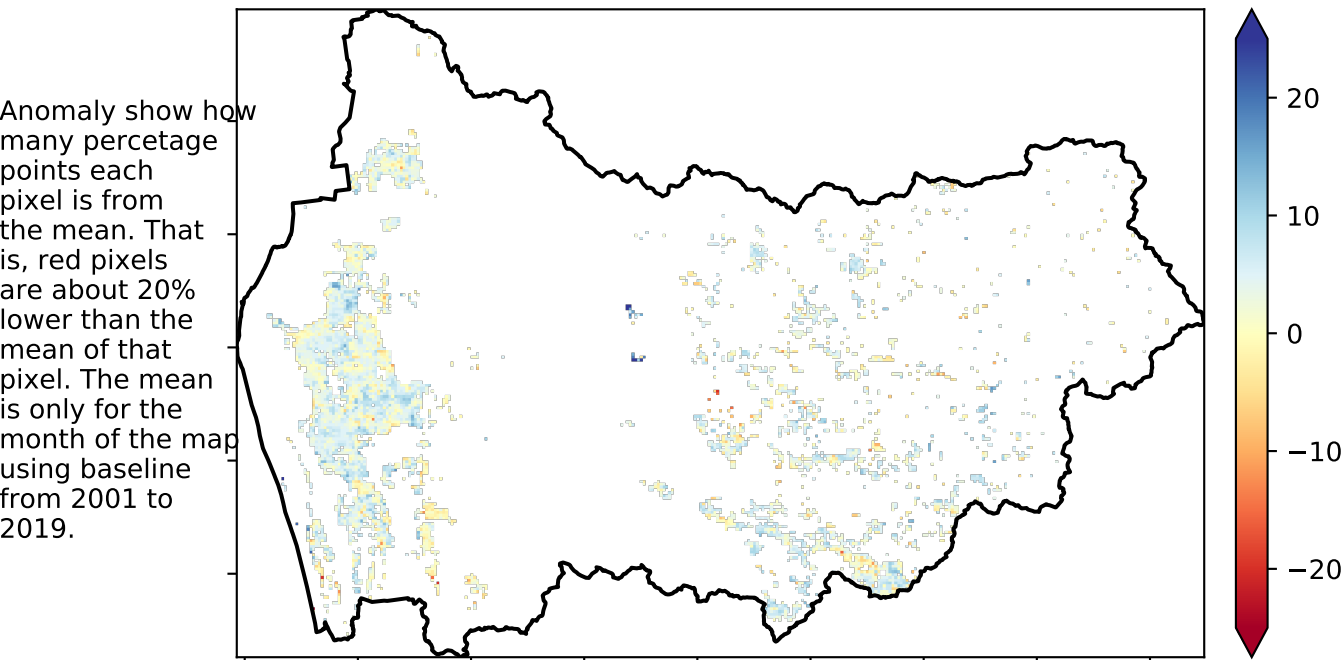 Anomaly show how
many percetage
points each
pixel is from
the mean. That
is, red pixels
are about 20%
lower than the
mean of that
pixel. The mean
is only for the
month of the map
using baseline
from 2001 to
2019.
20
10
0
−10
−20